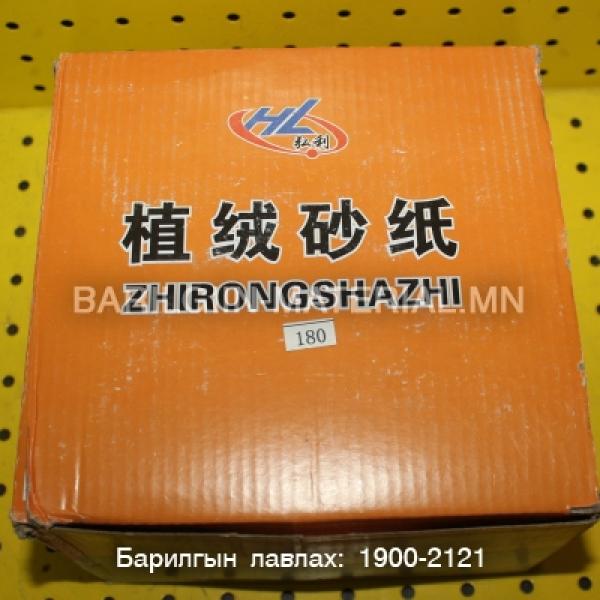 HL
弘利
植绒砂纸
ZHIRONGSHAZHI
180
Барилгын лавлах: 1900-2121